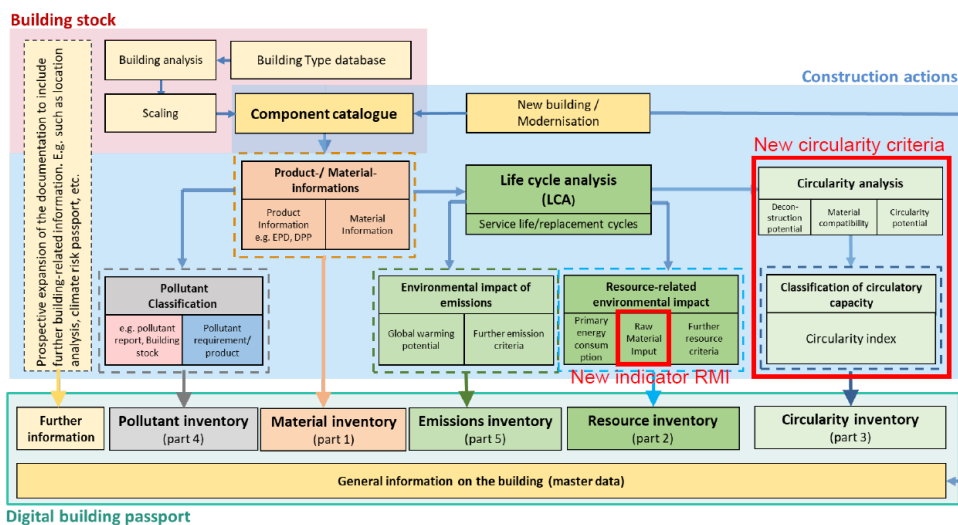 Building stock
Prospective expansion of the documentation to include
further building-related information. E.g. such as location
analysis, climate risk passport, etc.
Building analysis
Building Type database
Scaling
Component catalogue
New building /
Modernisation
Construction actions
New circularity criteria
Product-/ Material-
Informations
Product
Information
e.g. EPD, DPP
Material
Information
Life cycle analysis
(LCA)
Service life/replacement cycles
Circularity analysis
Decon-
struction
potential
Material
compatibility
Circularity
potential
Pollutant
Classification
e.g. pollutant
report, Building
stock
Pollutant
requirement/
product
Environmental impact of
emissions
Global warming
potential
Further emission
criteria
Resource-related
environmental impact
Primary
energy
consum
ption
Raw
Material
Imput
Further
resource
criteria
Classification of circulatory
capacity
Circularity index
New indicator RMI
Further
information
Pollutant inventory
(part 4)
Material inventory
(part 1)
Emissions inventory
(part 5)
Resource inventory
(part 2)
Circularity inventory
(part 3)
General information on the building (master data)
Digital building passport